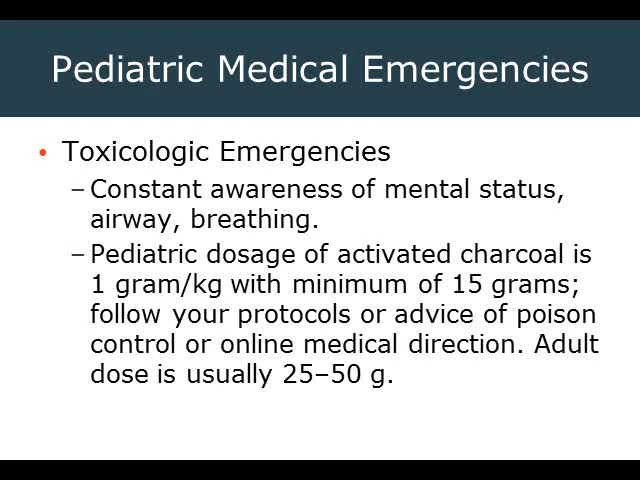 Pediatric Medical Emergencies
• Toxicologic Emergencies
–Constant awareness of mental status,
airway, breathing.
–Pediatric dosage of activated charcoal is
1 gram/kg with minimum of 15 grams;
follow your protocols or advice of poison
control or online medical direction. Adult
dose is usually 25–50 g.